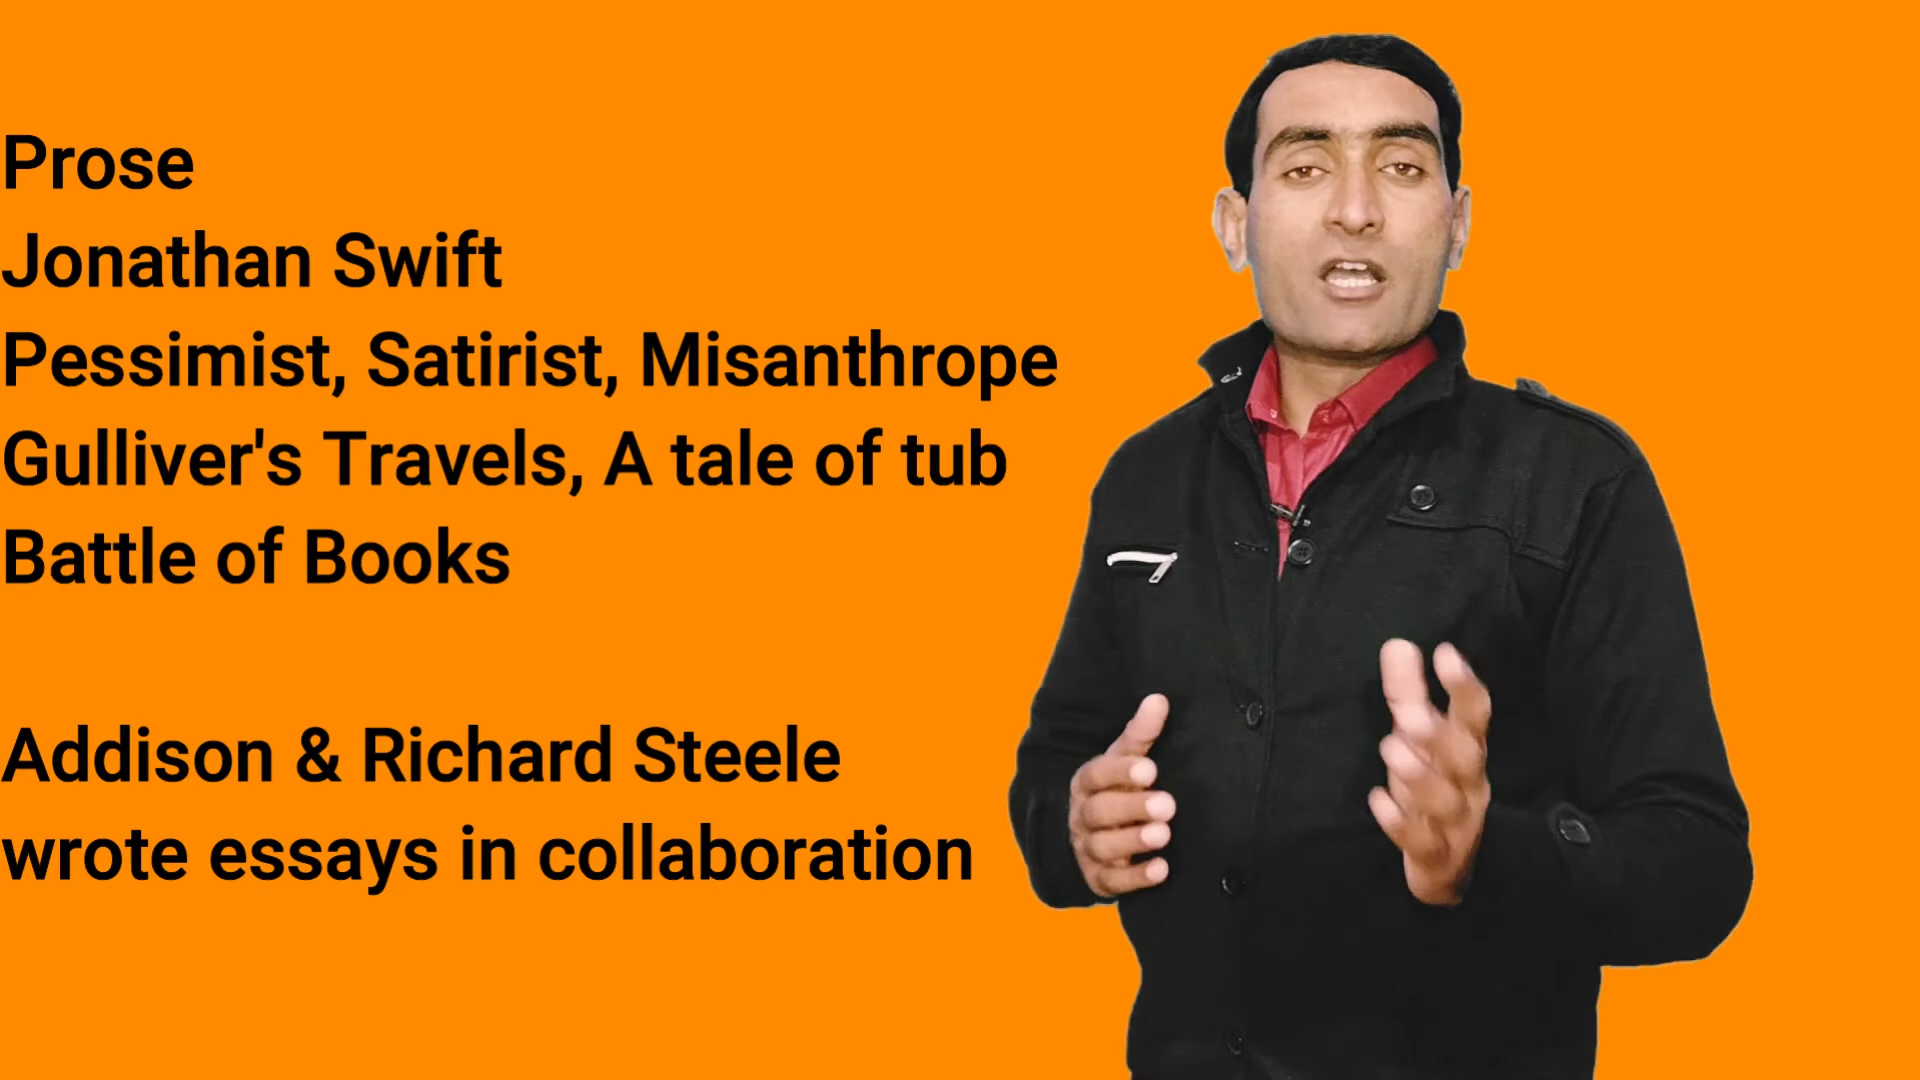 Prose
Jonathan Swift
Pessimist, Satirist, Misanthrope
Gulliver's Travels, A tale of tub
Battle of Books
Addison & Richard Steele
wrote essays in collaboration